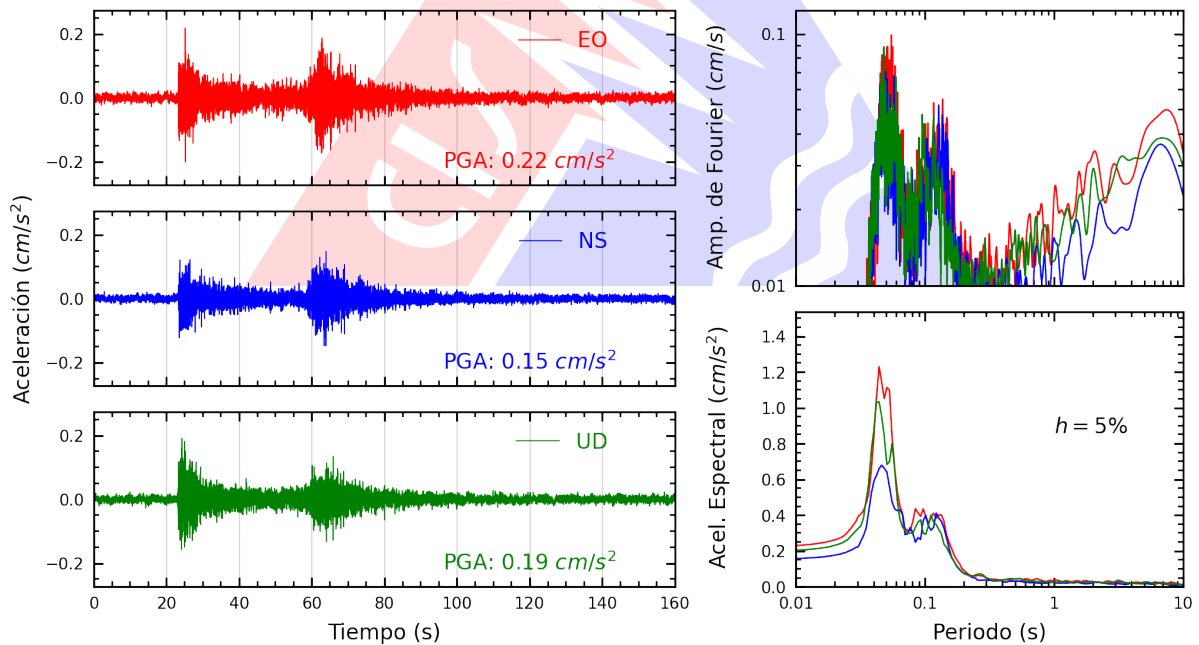 Aceleración (cm/s²)
0.2
0.0
−0.2
EO
PGA: 0.22 cm/s²
0.2
0.0
−0.2
NS
PGA: 0.15 cm/s²
0.2
0.0
−0.2
UD
PGA: 0.19 cm/s²
0 20 40 60 80 100 120 140 160
Tiempo (s)
Amp. de Fourier (cm/s)
0.1
0.01
Acel. Espectral (cm/s²)
1.4
1.2
1.0
0.8
0.6
0.4
0.2
0.0
h = 5%
0.01 0.1 1 10
Periodo (s)